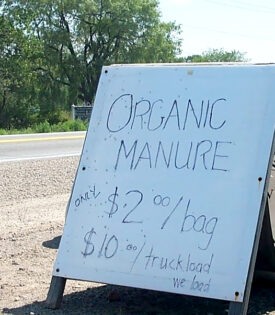 ORGANIC
MANURE
ONLY $2.00/bag
$10.00/truckload
we load